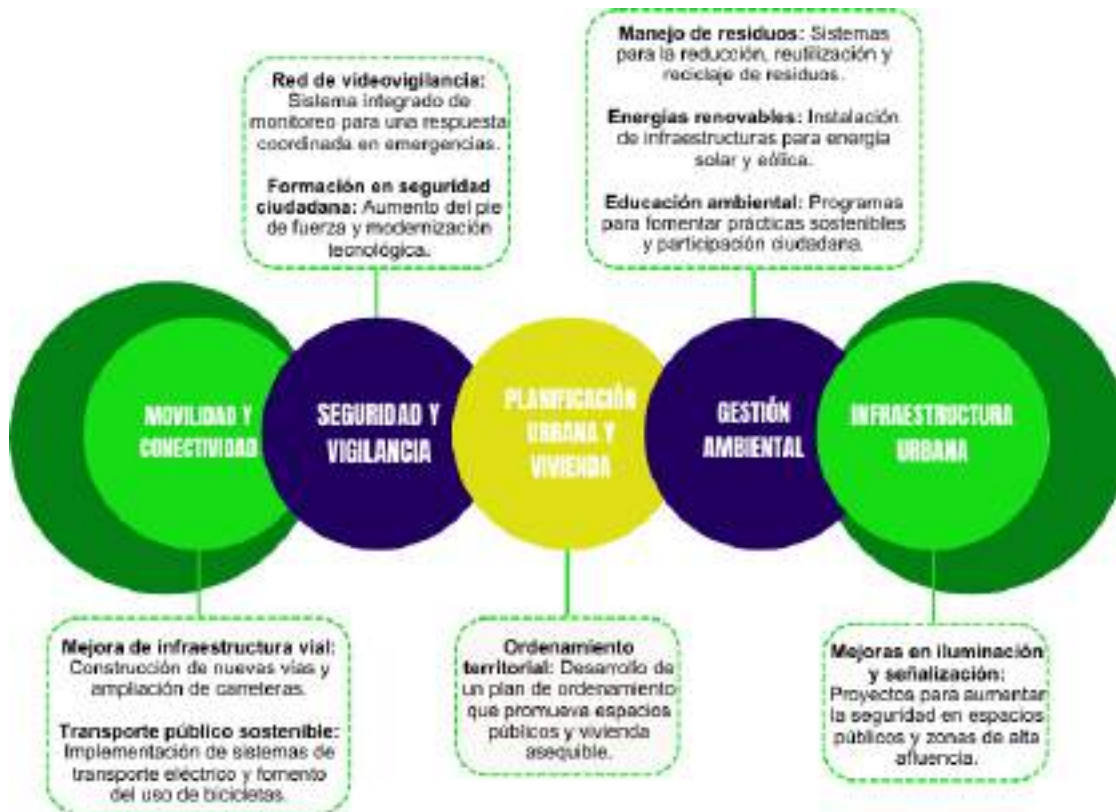 Red de videovigilancia:
Sistema integrado de
monitoreo para una respuesta
coordinada en emergencias.
Formación en seguridad
ciudadana: Aumento del pie
de fuerza y modernización
tecnológica.
Manejo de residuos: Sistemas
para la reducción, reutilización y
reciclaje de residuos.
Energías renovables: Instalación
de infraestructuras para energía
solar y eólica.
Educación ambiental: Programas
para fomentar prácticas sostenibles
y participación ciudadana.
MOVILIDAD Y
CONECTIVIDAD
SEGURIDAD Y
VIGILANCIA
PLANIFICACIÓN
URBANA Y
VIVIENDA
GESTIÓN
AMBIENTAL
INFRAESTRUCTURA
URBANA
Mejora de infraestructura vial:
Construcción de nuevas vías y
ampliación de carreteras.
Transporte público sostenible:
Implementación de sistemas de
transporte eléctrico y fomento
del uso de bicicletas.
Ordenamiento
territorial: Desarrollo de
un plan de ordenamiento
que promueva espacios
públicos y vivienda
asequible.
Mejoras en iluminación
y señalización:
Proyectos para aumentar
la seguridad en espacios
públicos y zonas de alta
afluencia.